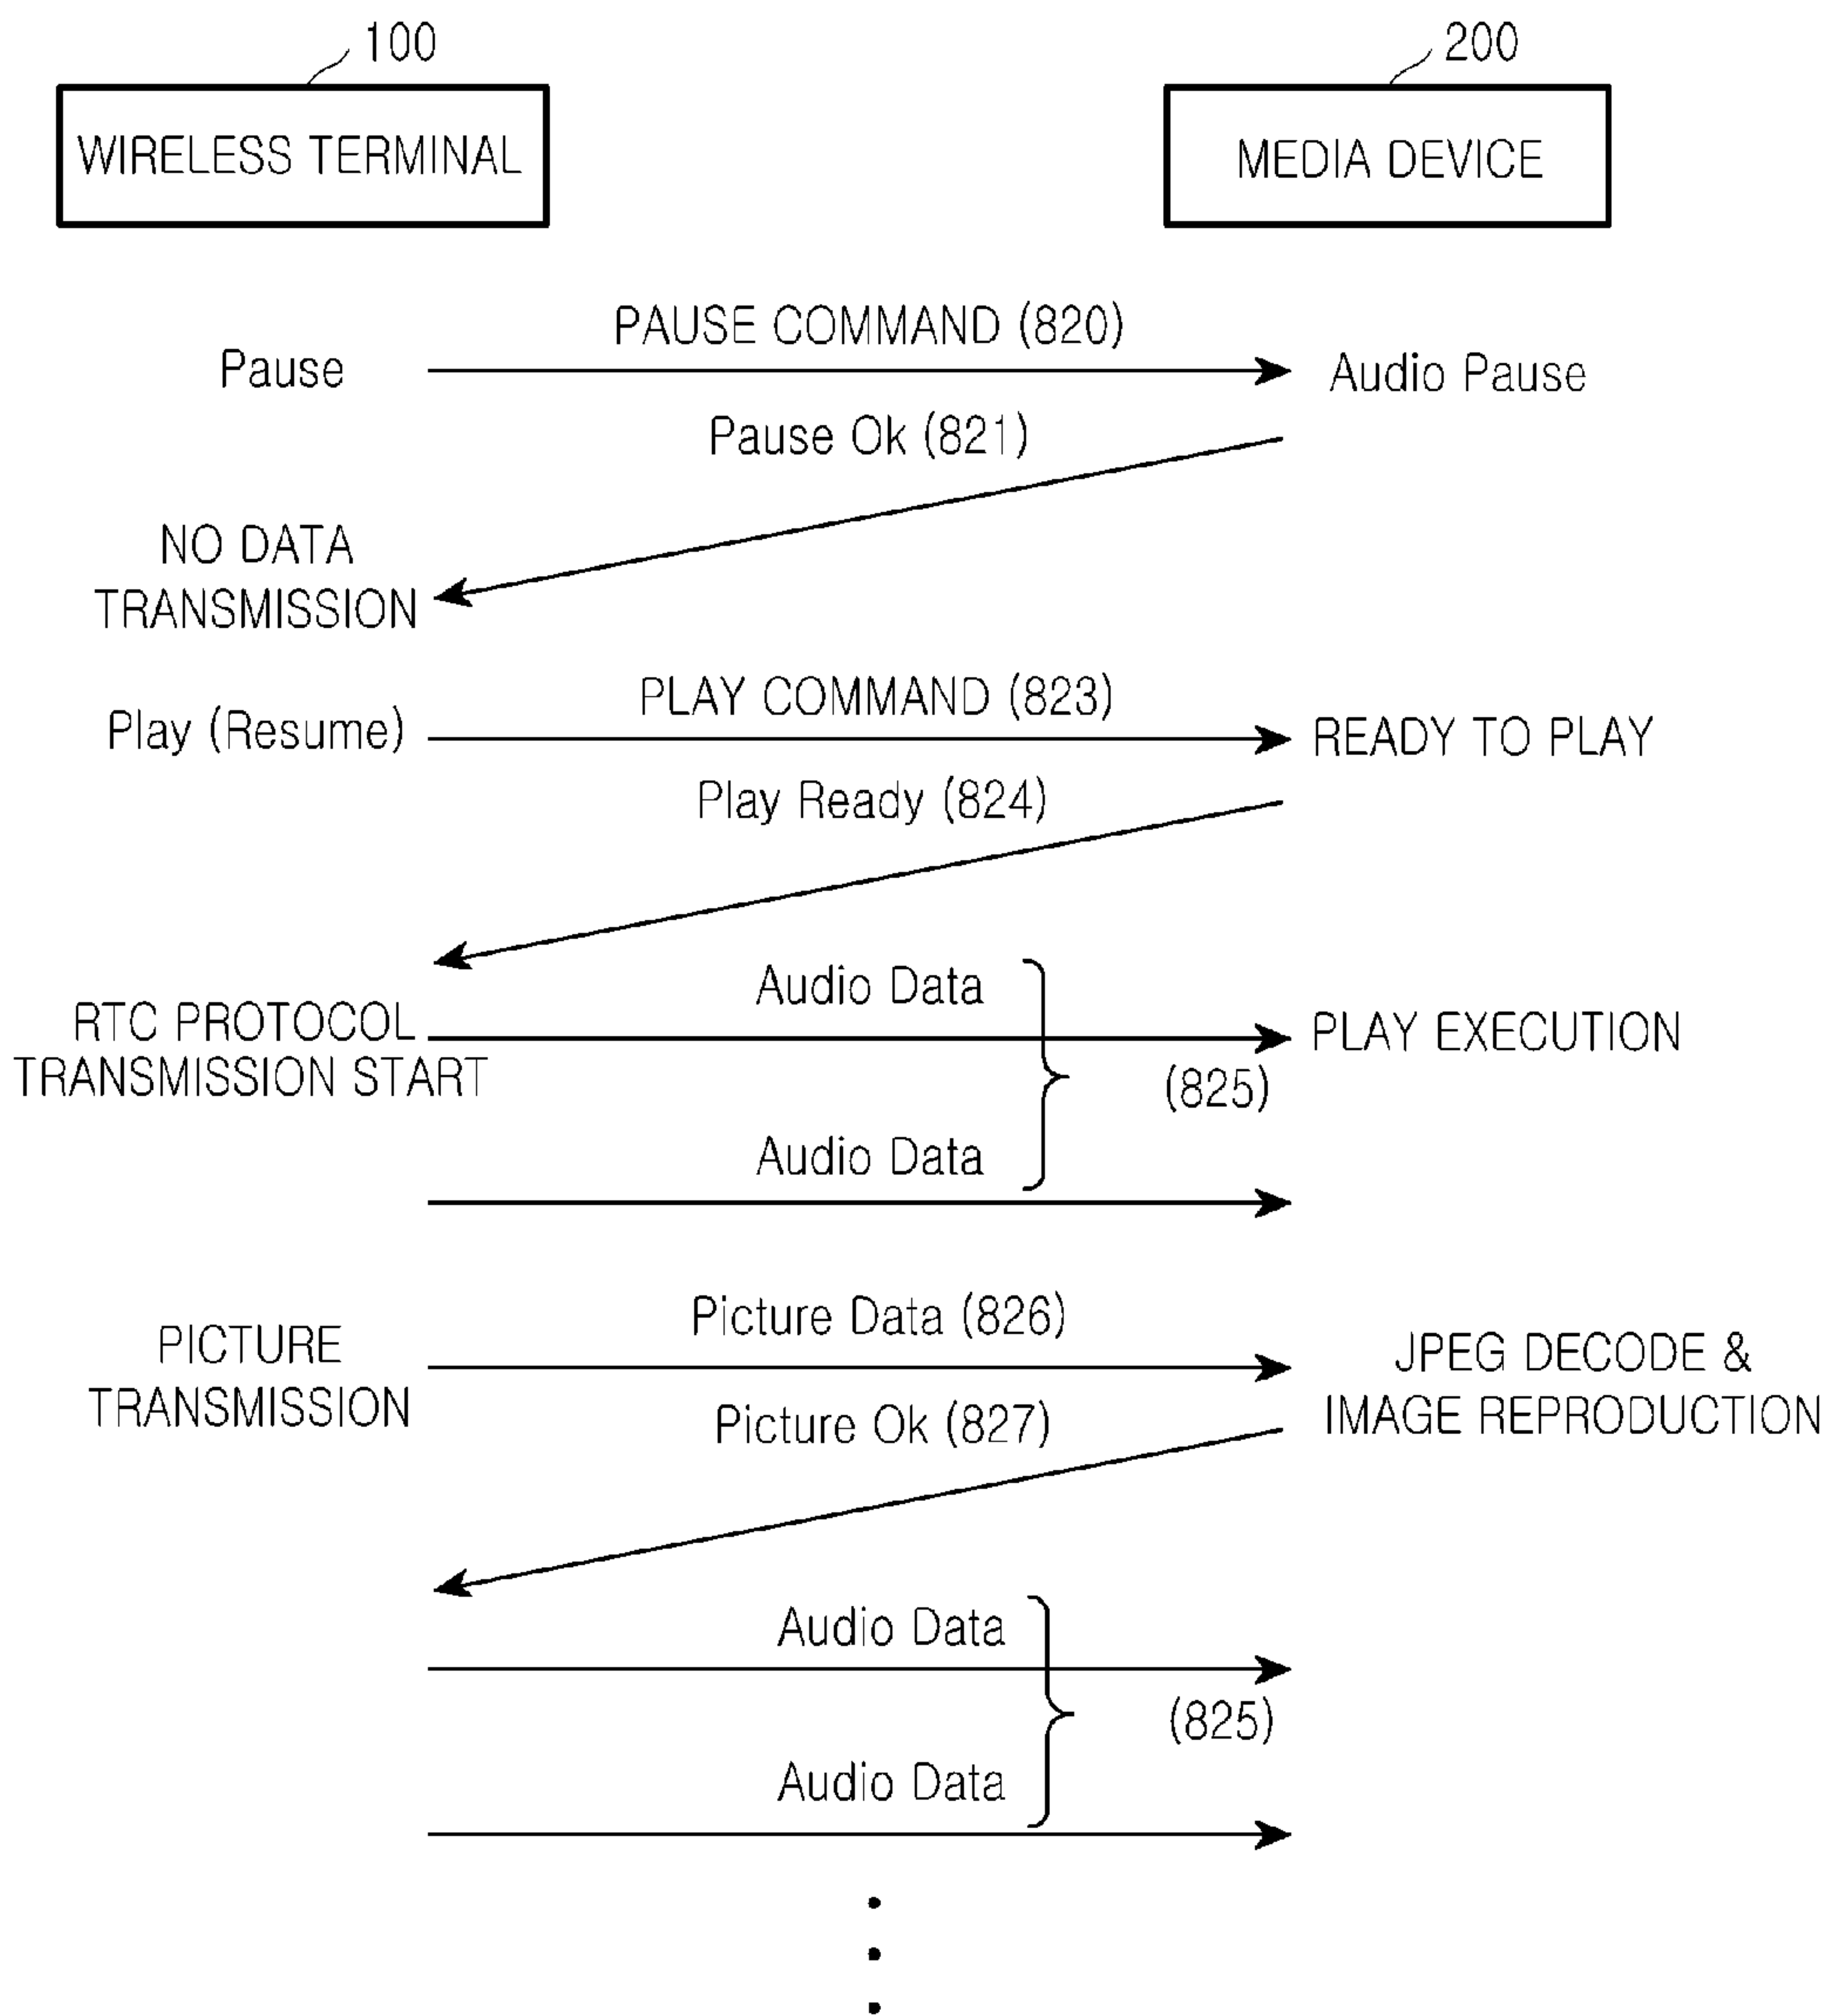 100
200
WIRELESS TERMINAL
MEDIA DEVICE
PAUSE COMMAND (820)
Pause
Audio Pause
Pause Ok (821)
NO DATA
TRANSMISSION
PLAY COMMAND (823)
Play (Resume)
READY TO PLAY
Play Ready (824)
Audio Data
RTC PROTOCOL
TRANSMISSION START
PLAY EXECUTION
(825)
Audio Data
Picture Data (826)
PICTURE
TRANSMISSION
JPEG DECODE &
IMAGE REPRODUCTION
Picture Ok (827)
Audio Data
(825)
Audio Data